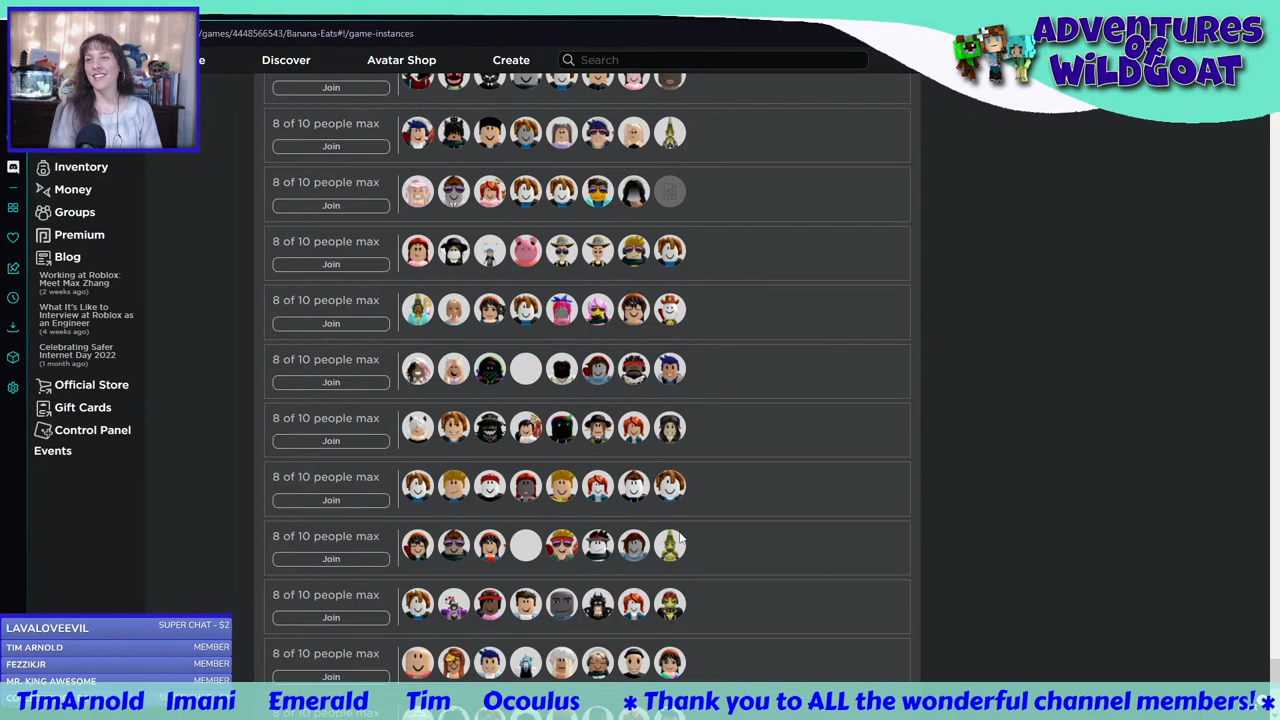 /games/4448566543/Banana-Eats#!/game-instances
ADVENTURES
OF
WILDGOAT
Discover
Avatar Shop
Create
Search
Join
8 of 10 people max
Join
Inventory
Money
Groups
Premium
Blog
Working at Roblox:
Meet Max Zhang
(2 weeks ago)
What It's Like to
Interview at Roblox as
an Engineer
(4 weeks ago)
Celebrating Safer
Internet Day 2022
(1 month ago)
Official Store
Gift Cards
Control Panel
Events
8 of 10 people max
Join
8 of 10 people max
Join
8 of 10 people max
Join
8 of 10 people max
Join
8 of 10 people max
Join
8 of 10 people max
Join
8 of 10 people max
Join
8 of 10 people max
Join
8 of 10 people max
Join
LAVALOVEEVIL SUPER CHAT - $2
TIM ARNOLD MEMBER
FEZZIKJR MEMBER
MR. KING AWESOME MEMBER
TimArnold Imani Emerald Tim Ocoulus * Thank you to ALL the wonderful channel members! *